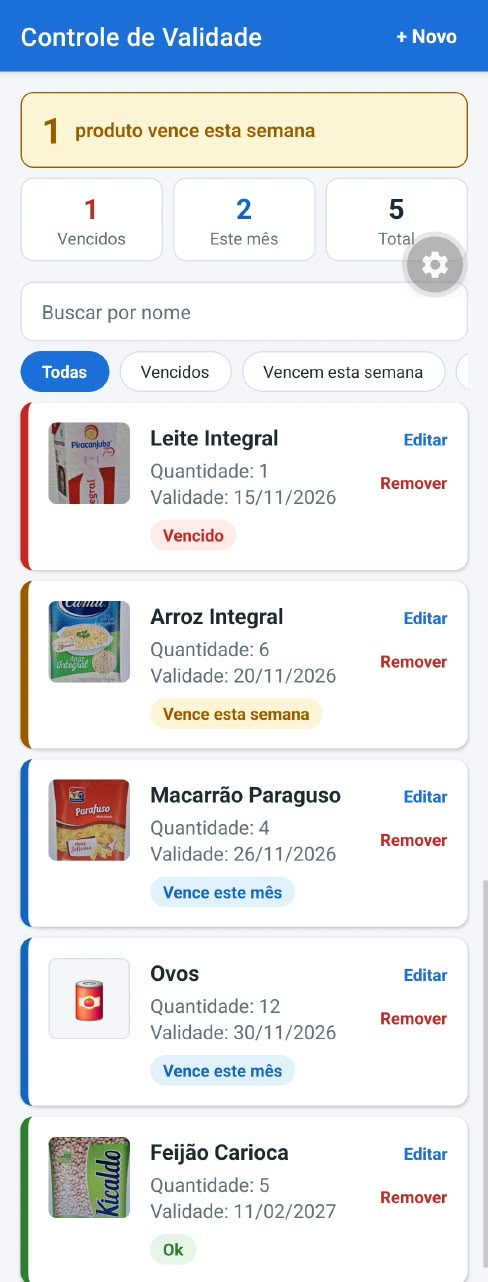 Controle de Validade
+ Novo
1 produto vence esta semana
1
Vencidos
2
Este mês
5
Total
Buscar por nome
Todas
Vencidos
Vencem esta semana
Piracanjuba
Leite Integral
Editar
Quantidade: 1
Remover
Validade: 15/11/2026
Vencido
Camil
Arroz
Integral
Arroz Integral
Editar
Quantidade: 6
Remover
Validade: 20/11/2026
Vence esta semana
Parafuso
Macarrão Paraguso
Editar
Quantidade: 4
Remover
Validade: 26/11/2026
Vence este mês
Ovos
Editar
Quantidade: 12
Remover
Validade: 30/11/2026
Vence este mês
Kicaldo
Feijão Carioca
Editar
Quantidade: 5
Remover
Validade: 11/02/2027
Ok